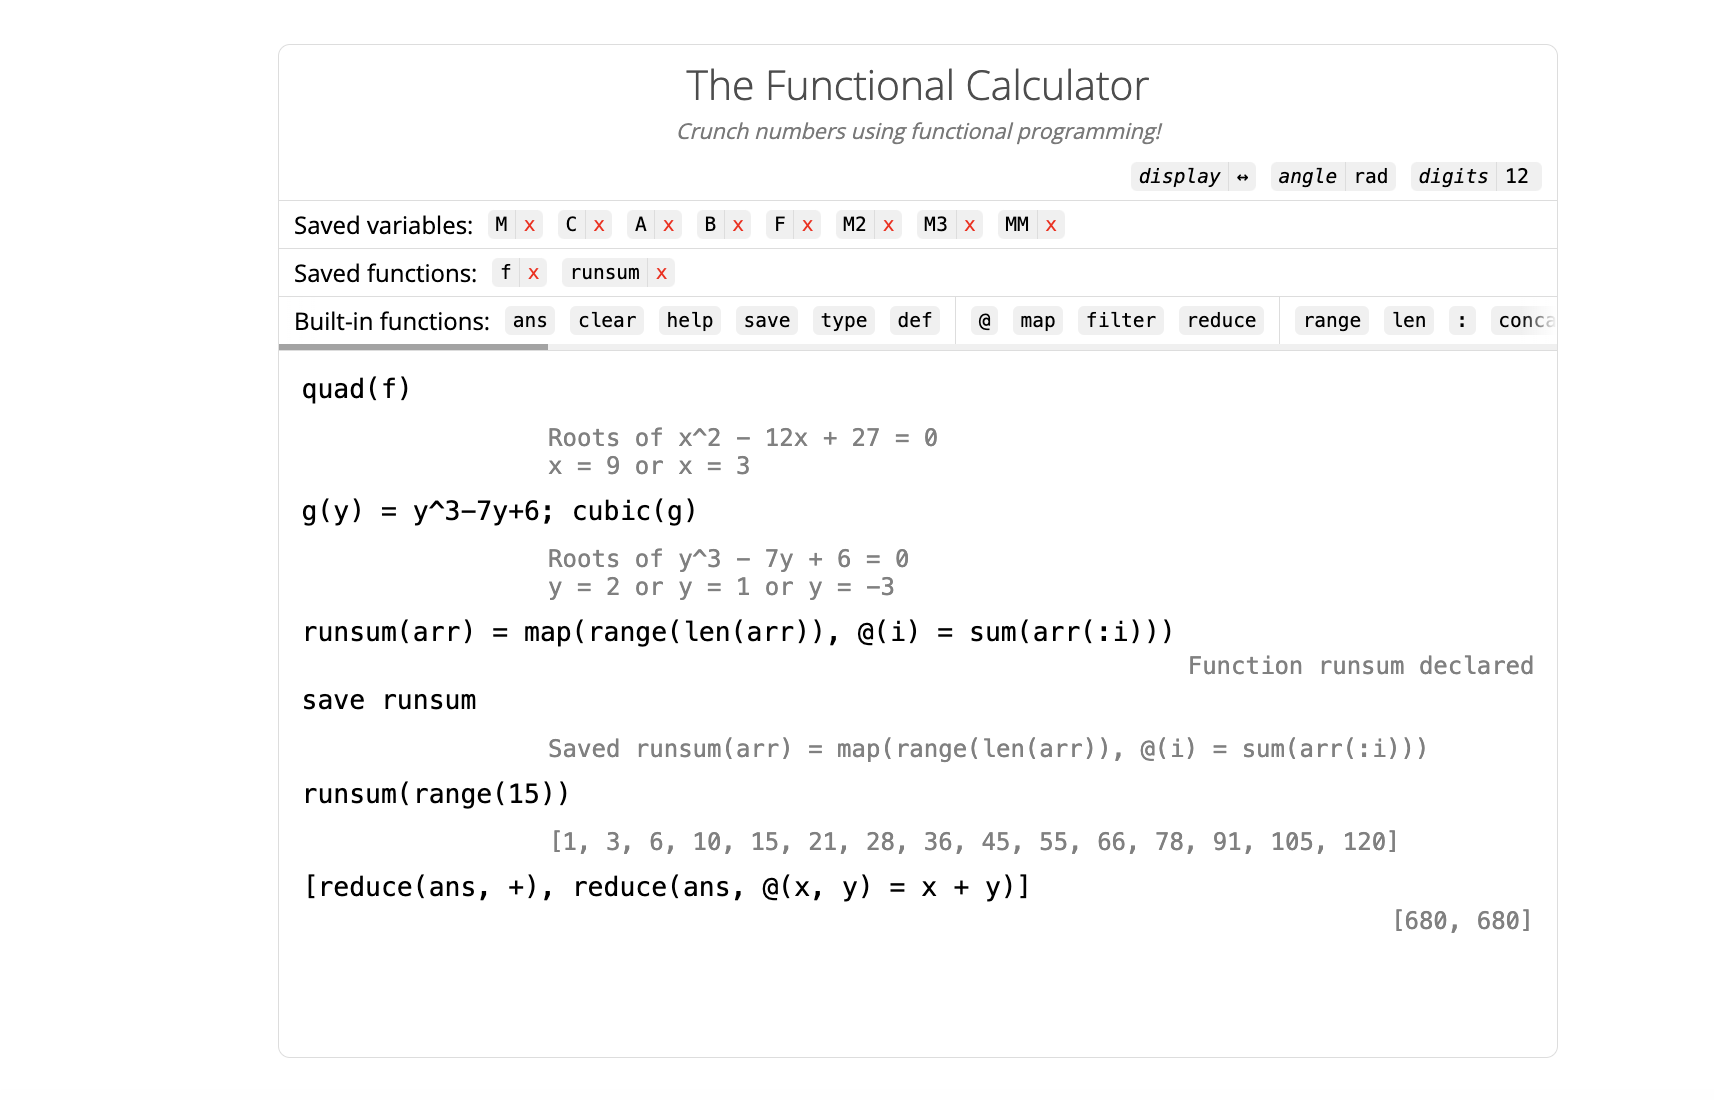 The Functional Calculator
Crunch numbers using functional programming!
display ↔ angle rad digits 12
Saved variables: M x C x A x B x F x M2 x M3 x MM x
Saved functions: f x runsum x
Built-in functions: ans clear help save type def @ map filter reduce range len : conca
quad(f)
Roots of x^2 − 12x + 27 = 0
x = 9 or x = 3
g(y) = y^3−7y+6; cubic(g)
Roots of y^3 − 7y + 6 = 0
y = 2 or y = 1 or y = −3
runsum(arr) = map(range(len(arr)), @(i) = sum(arr(:i)))
Function runsum declared
save runsum
Saved runsum(arr) = map(range(len(arr)), @(i) = sum(arr(:i)))
runsum(range(15))
[1, 3, 6, 10, 15, 21, 28, 36, 45, 55, 66, 78, 91, 105, 120]
[reduce(ans, +), reduce(ans, @(x, y) = x + y)]
[680, 680]